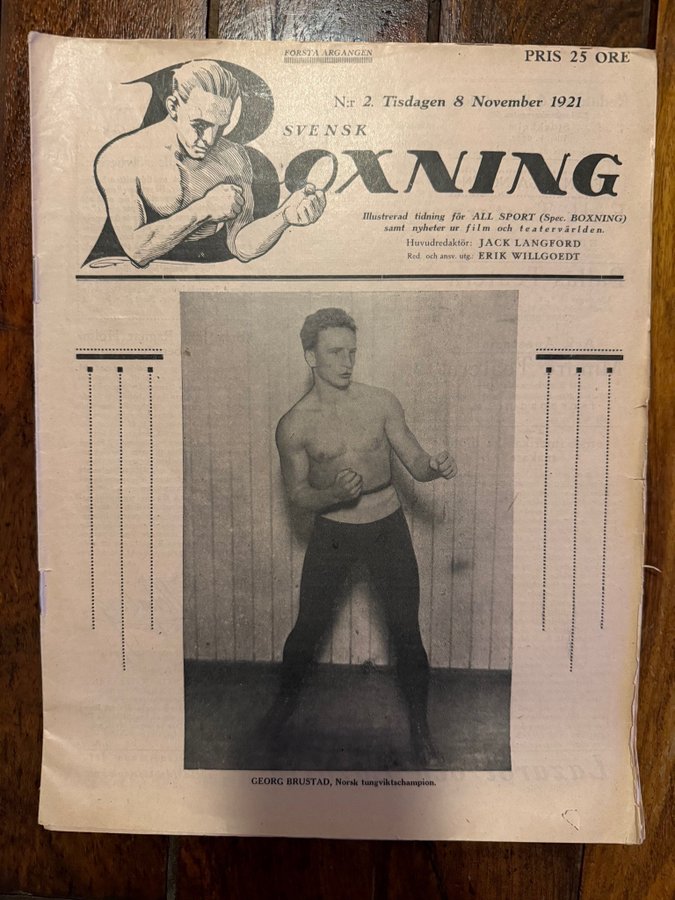 FÖRSTA ÅRGÅNGEN
PRIS 25 ÖRE
N:r 2. Tisdagen 8 November 1921
SVENSK
BOXNING
Illustrerad tidning för ALL SPORT (Spec. BOXNING)
samt nyheter ur film och teatervärlden.
Huvudredaktör: JACK LANGFORD
Red. och ansv. utg. ERIK WILLGOEDT
GEORG BRUSTAD, Norsk tungviktschampion.